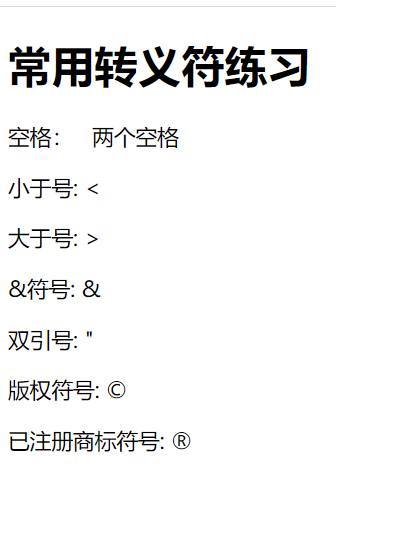 常用转义符练习
空格：  两个空格
小于号: <
大于号: >
&符号: &
双引号: "
版权符号: ©
已注册商标符号: ®